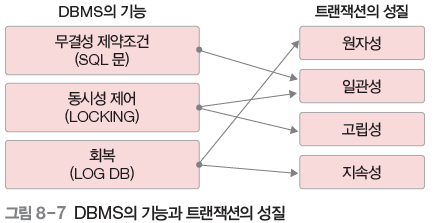 DBMS의 기능
트랜잭션의 성질
무결성 제약조건
(SQL 문)
동시성 제어
(LOCKING)
회복
(LOG DB)
원자성
일관성
고립성
지속성
그림 8-7 DBMS의 기능과 트랜잭션의 성질